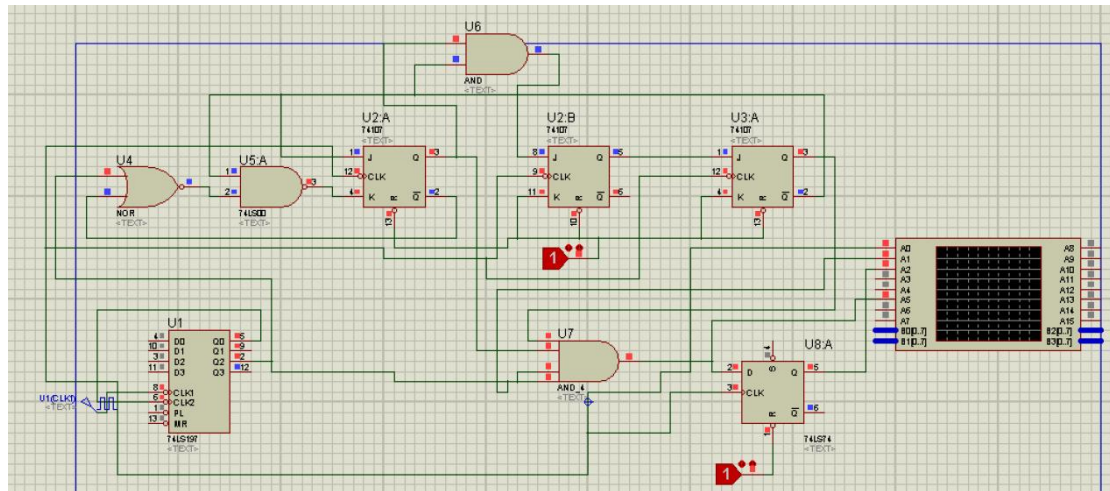 U6
AND
<TEXT>
U2:A
74107
<TEXT>
1
J
Q
3
12
CLK
4
K
R
Q
2
13
U2:B
74107
<TEXT>
8
J
Q
5
9
CLK
11
K
R
Q
6
10
U3:A
74107
<TEXT>
1
J
Q
3
12
CLK
4
K
R
Q
2
13
U4
NOR
<TEXT>
U5:A
1
2
3
74LS00
<TEXT>
1
U1
4
D0
Q0
5
10
D1
Q1
9
3
D2
Q2
2
11
D3
Q3
12
8
CLK1
6
CLK2
1
PL
13
MR
74LS197
<TEXT>
U1(CLK1)
<TEXT>
U7
AND_4
<TEXT>
U8:A
4
2
D
S
Q
5
3
CLK
R
Q
6
1
74LS74
<TEXT>
1
A0
A8
A1
A9
A2
A10
A3
A11
A4
A12
A5
A13
A6
A14
A7
A15
B0[0..7]
B2[0..7]
B1[0..7]
B3[0..7]